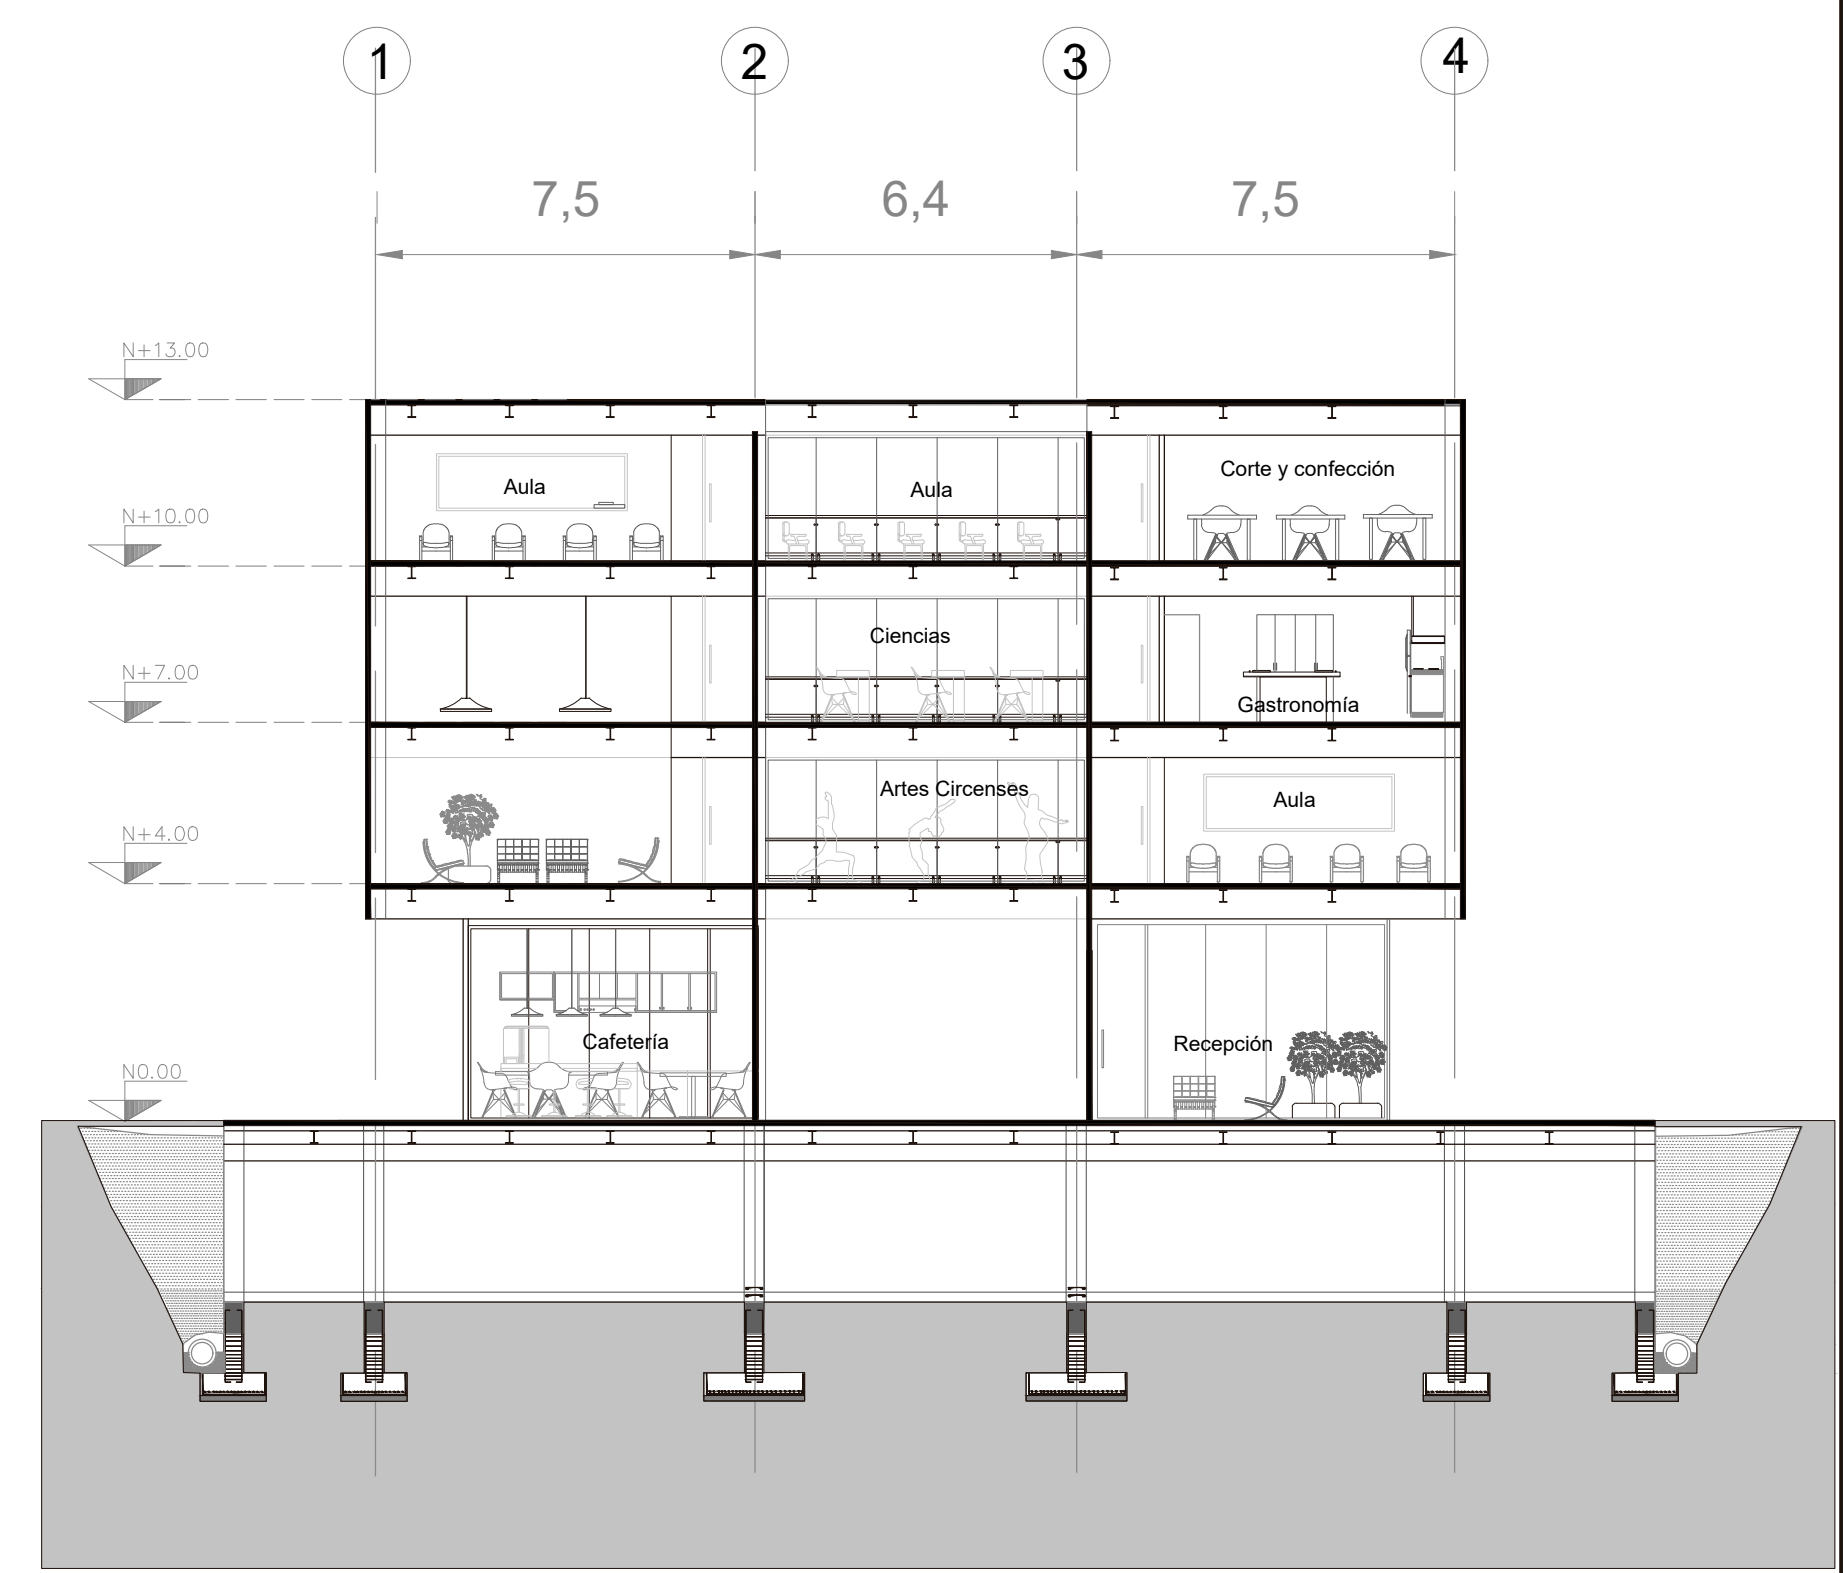 1 2 3 4
7,5 6,4 7,5
N+13.00
Aula Aula Corte y confección
N+10.00
Ciencias
N+7.00
Gastronomía
Artes Circenses
Aula
N+4.00
Cafetería Recepción
N0.00